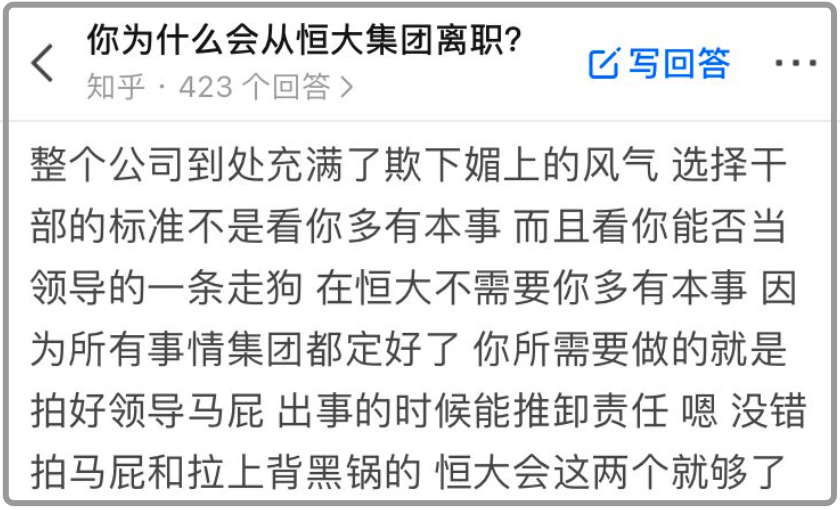 你为什么会从恒大集团离职?
写回答
知乎 · 423 个回答
整个公司到处充满了欺下媚上的风气 选择干
部的标准不是看你多有本事 而且看你能否当
领导的一条走狗 在恒大不需要你多有本事 因
为所有事情集团都定好了 你所需要做的就是
拍好领导马屁 出事的时候能推卸责任 嗯 没错
拍马屁和拉上背黑锅的 恒大会这两个就够了